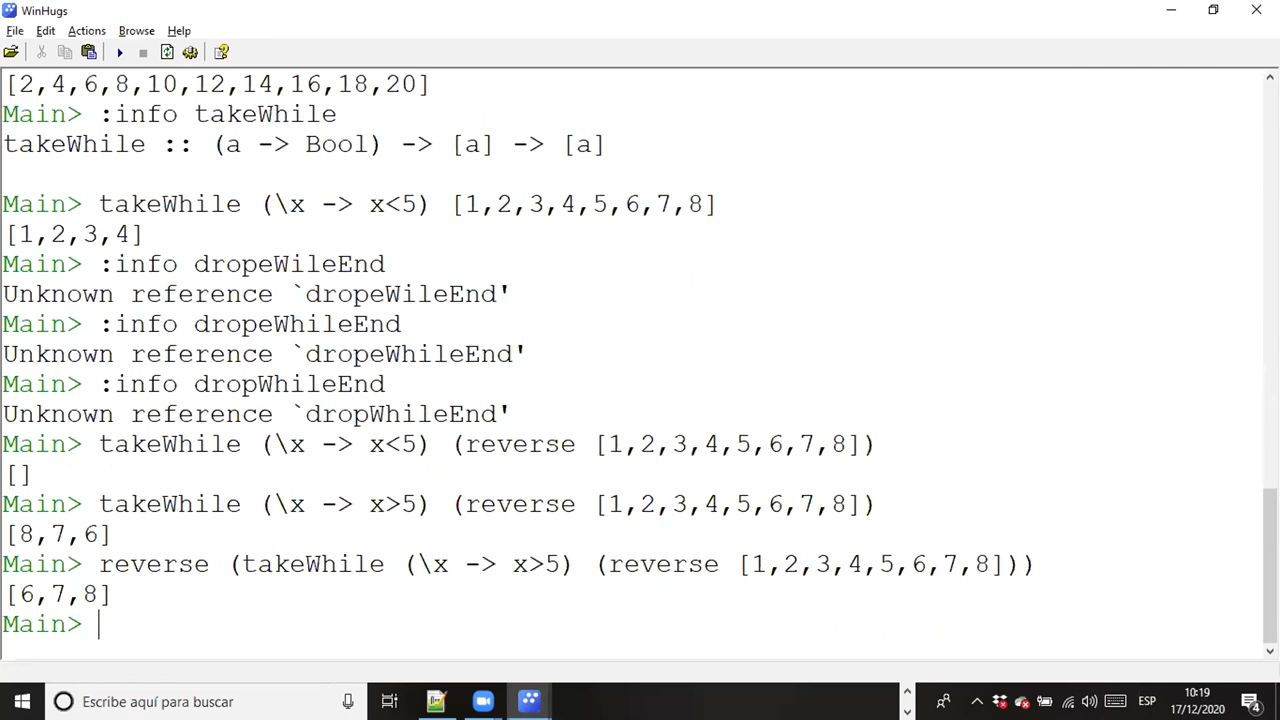 WinHugs
File Edit Actions Browse Help
[2,4,6,8,10,12,14,16,18,20]
Main> :info takeWhile
takeWhile :: (a -> Bool) -> [a] -> [a]
Main> takeWhile (\x -> x<5) [1,2,3,4,5,6,7,8]
[1,2,3,4]
Main> :info dropeWileEnd
Unknown reference `dropeWileEnd'
Main> :info dropeWhileEnd
Unknown reference `dropeWhileEnd'
Main> :info dropWhileEnd
Unknown reference `dropWhileEnd'
Main> takeWhile (\x -> x<5) (reverse [1,2,3,4,5,6,7,8])
[]
Main> takeWhile (\x -> x>5) (reverse [1,2,3,4,5,6,7,8])
[8,7,6]
Main> reverse (takeWhile (\x -> x>5) (reverse [1,2,3,4,5,6,7,8]))
[6,7,8]
Main>
Escribe aquí para buscar
ESP
10:19
17/12/2020
4